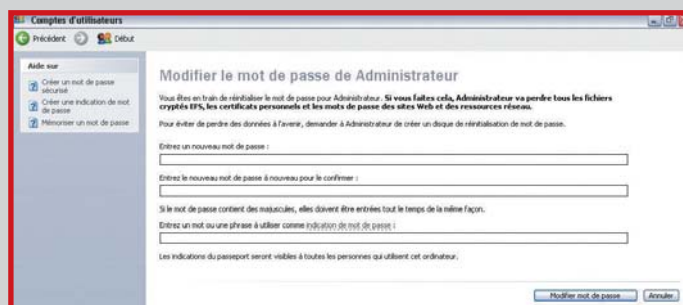 Comptes d'utilisateurs
Précédent
Début
Aide sur
Créer un mot de passe
sécurisé
Créer une indication de mot
de passe
Mémoriser un mot de passe
Modifier le mot de passe de Administrateur
Vous êtes en train de réinitialiser le mot de passe pour Administrateur. Si vous faites cela, Administrateur va perdre tous les fichiers
cryptés EFS, les certificats personnels et les mots de passe des sites Web et des ressources réseau.
Pour éviter de perdre des données à l'avenir, demander à Administrateur de créer un disque de réinitialisation de mot de passe.
Entrez un nouveau mot de passe :
Entrez le nouveau mot de passe à nouveau pour le confirmer :
Si le mot de passe contient des majuscules, elles doivent être entrées tout le temps de la même façon.
Entrez un mot ou une phrase à utiliser comme indication de mot de passe :
Les indications du passeport seront visibles à toutes les personnes qui utilisent cet ordinateur.
Modifier mot de passe
Annuler